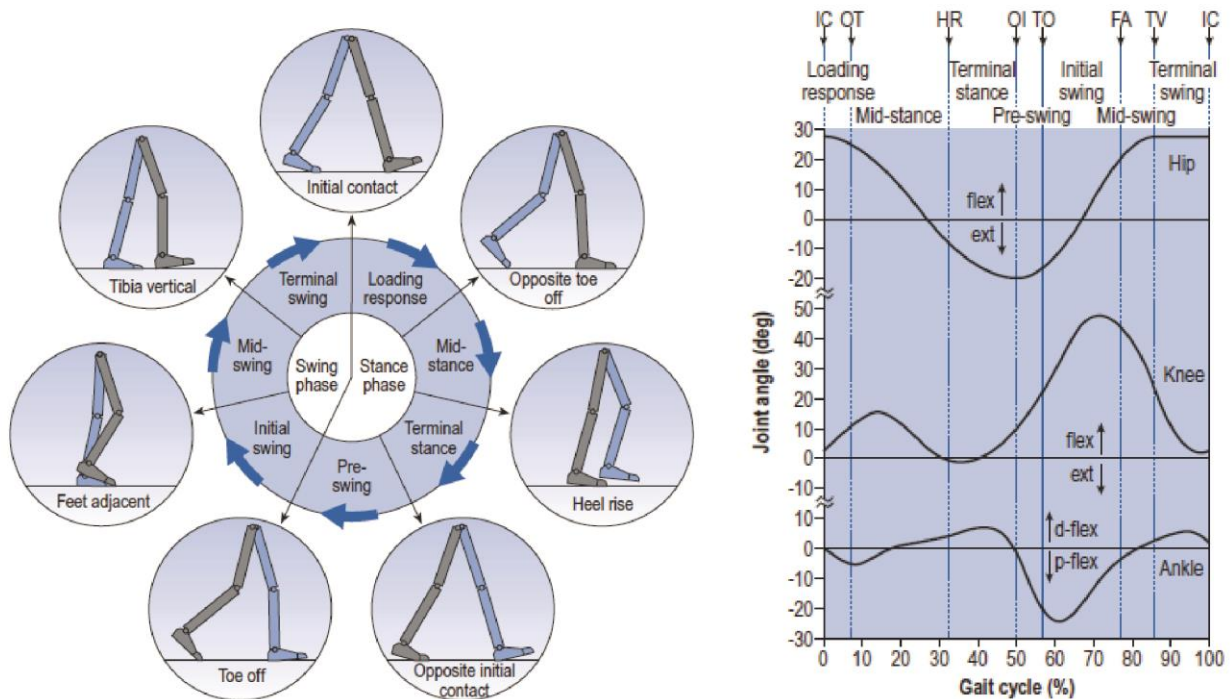 Initial contact
Opposite toe
off
Heel rise
Opposite initial
contact
Toe off
Feet adjacent
Tibia vertical
Terminal
swing
Loading
response
Mid-
swing
Swing
phase
Stance
phase
Mid-
stance
Initial
swing
Terminal
stance
Pre-
swing
IC OT HR OI TO FA TV IC
Loading
response
Terminal
stance
Initial
swing
Terminal
swing
Mid-stance
Pre-swing
Mid-swing
Joint angle (deg)
30
20
10
0
-10
-20
Hip
flex
ext
50
40
30
20
10
0
-10
Knee
flex
ext
10
0
-10
-20
-30
d-flex
p-flex
Ankle
0 10 20 30 40 50 60 70 80 90 100
Gait cycle (%)